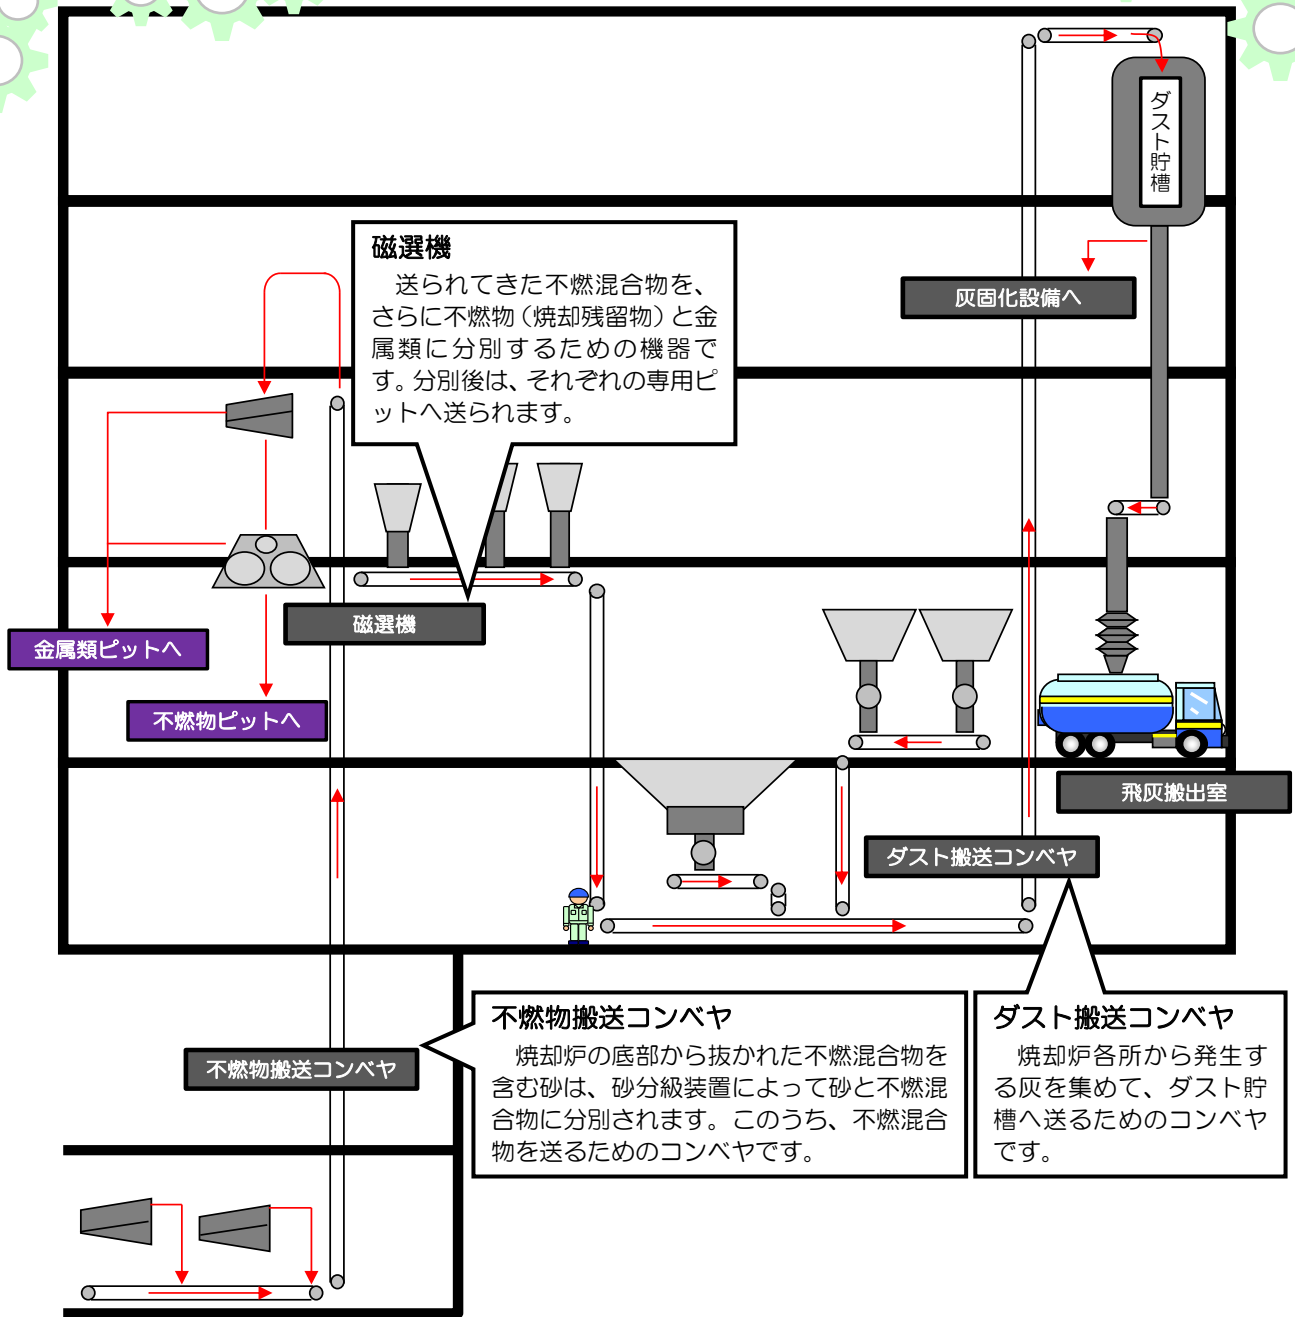 ダスト貯槽
磁選機
送られてきた不燃混合物を、
さらに不燃物（焼却残留物）と金
属類に分別するための機器で
す。分別後は、それぞれの専用ピ
ットへ送られます。
灰固化設備へ
磁選機
金属類ピットへ
不燃物ピットへ
飛灰搬出室
ダスト搬送コンベヤ
不燃物搬送コンベヤ
不燃物搬送コンベヤ
焼却炉の底部から抜かれた不燃混合物を
含む砂は、砂分級装置によって砂と不燃混
合物に分別されます。このうち、不燃混合
物を送るためのコンベヤです。
ダスト搬送コンベヤ
焼却炉各所から発生す
る灰を集めて、ダスト貯
槽へ送るためのコンベヤ
です。